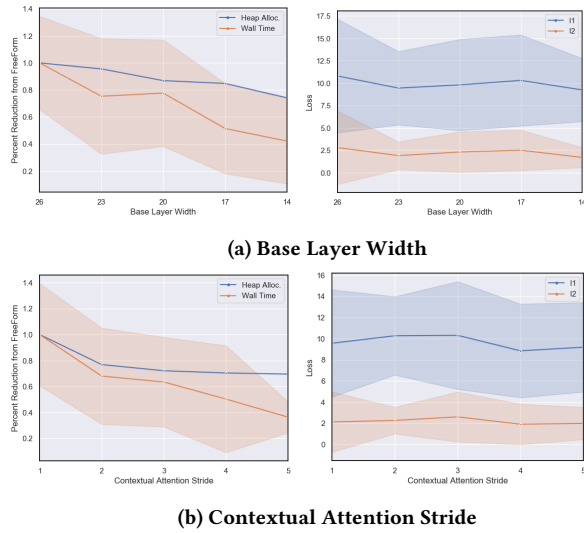 1.4
1.2
1.0
0.8
0.6
0.4
0.2
Percent Reduction from FreeForm
Heap Alloc.
Wall Time
26 23 20 17 14
Base Layer Width
17.5
15.0
12.5
10.0
7.5
5.0
2.5
0.0
Loss
l1
l2
26 23 20 17 14
Base Layer Width
(a) Base Layer Width
1.4
1.2
1.0
0.8
0.6
0.4
0.2
Percent Reduction from FreeForm
Heap Alloc.
Wall Time
1 2 3 4 5
Contextual Attention Stride
16
14
12
10
8
6
4
2
0
Loss
l1
l2
1 2 3 4 5
Contextual Attention Stride
(b) Contextual Attention Stride